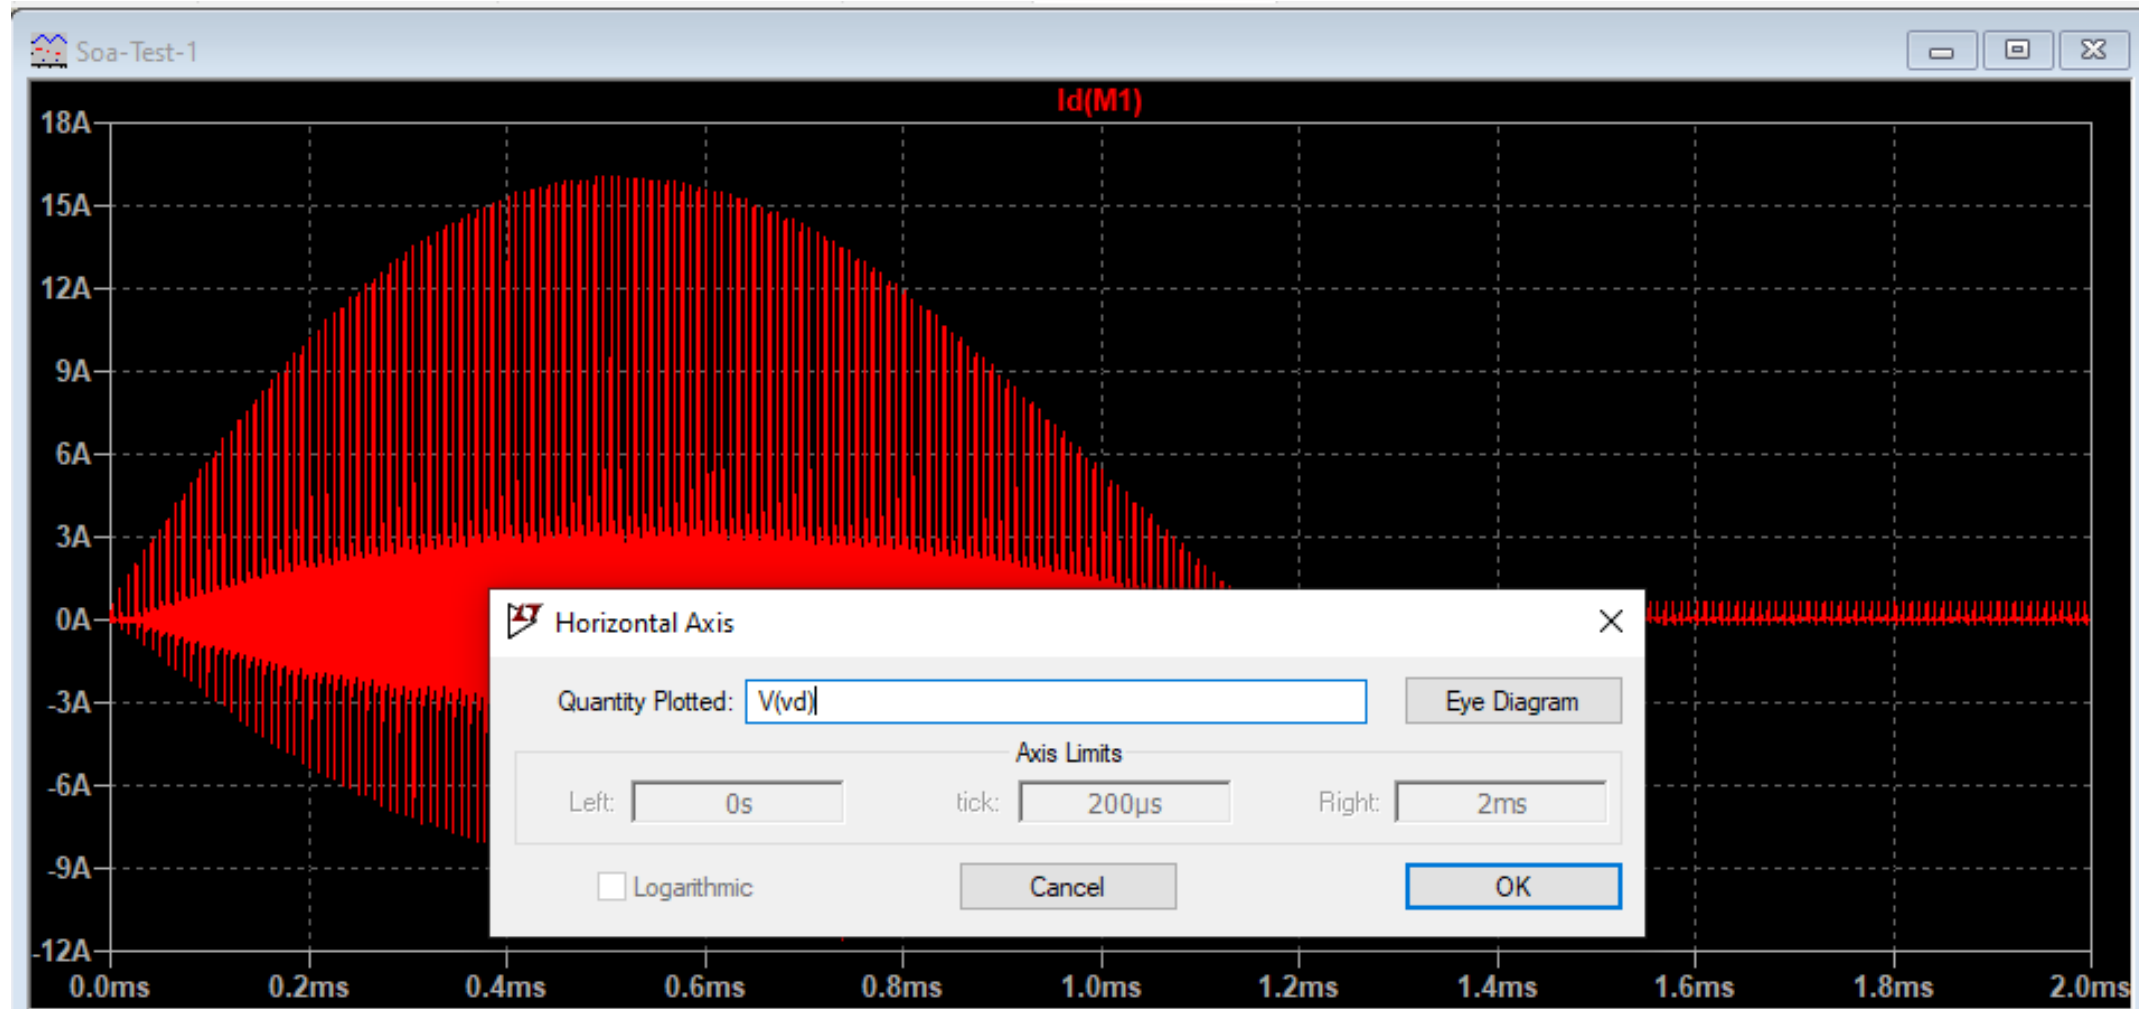 Soa-Test-1
Id(M1)
18A
15A
12A
9A
6A
3A
0A
-3A
-6A
-9A
-12A
Horizontal Axis
Quantity Plotted: V(vd) Eye Diagram
Axis Limits
Left: 0s tick: 200µs Right: 2ms
Logarithmic Cancel OK
0.0ms 0.2ms 0.4ms 0.6ms 0.8ms 1.0ms 1.2ms 1.4ms 1.6ms 1.8ms 2.0ms